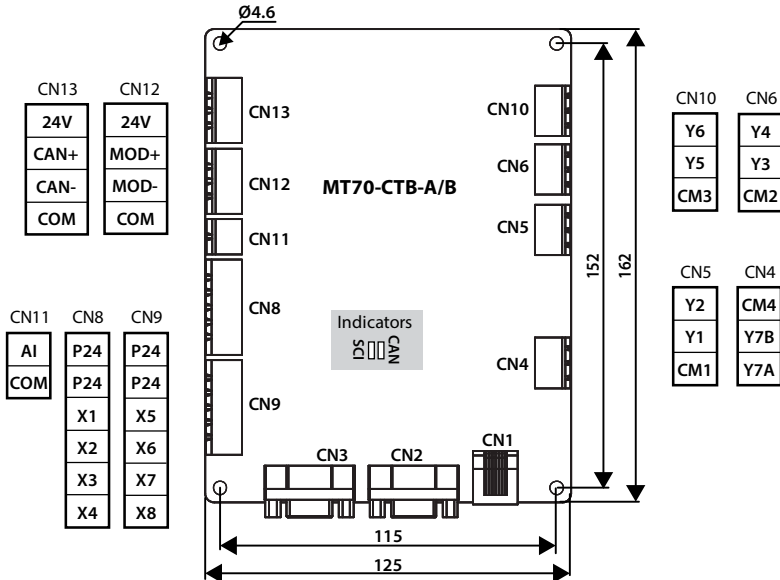 Ø4.6
CN13
24V
CAN+
CAN-
COM
CN12
24V
MOD+
MOD-
COM
CN11
AI
COM
CN8
P24
P24
X1
X2
X3
X4
CN9
P24
P24
X5
X6
X7
X8
CN13
CN12
CN11
CN8
CN9
MT70-CTB-A/B
Indicators
SCI
CAN
CN10
CN6
CN5
CN4
CN3
CN2
CN1
152
162
115
125
CN10
Y6
Y5
CM3
CN6
Y4
Y3
CM2
CN5
Y2
Y1
CM1
CN4
CM4
Y7B
Y7A